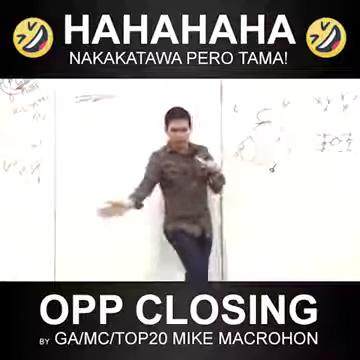 HAHAHAHA
NAKAKATAWA PERO TAMA!
OPP CLOSING
BY GA/MC/TOP20 MIKE MACROHON